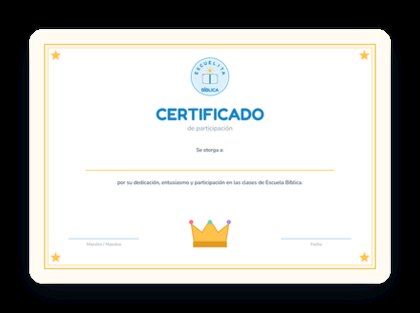 ESCUELITA
BÍBLICA
CERTIFICADO
de participación
Se otorga a:
por su dedicación, entusiasmo y participación en las clases de Escuela Bíblica
Maestro / Maestra
Fecha